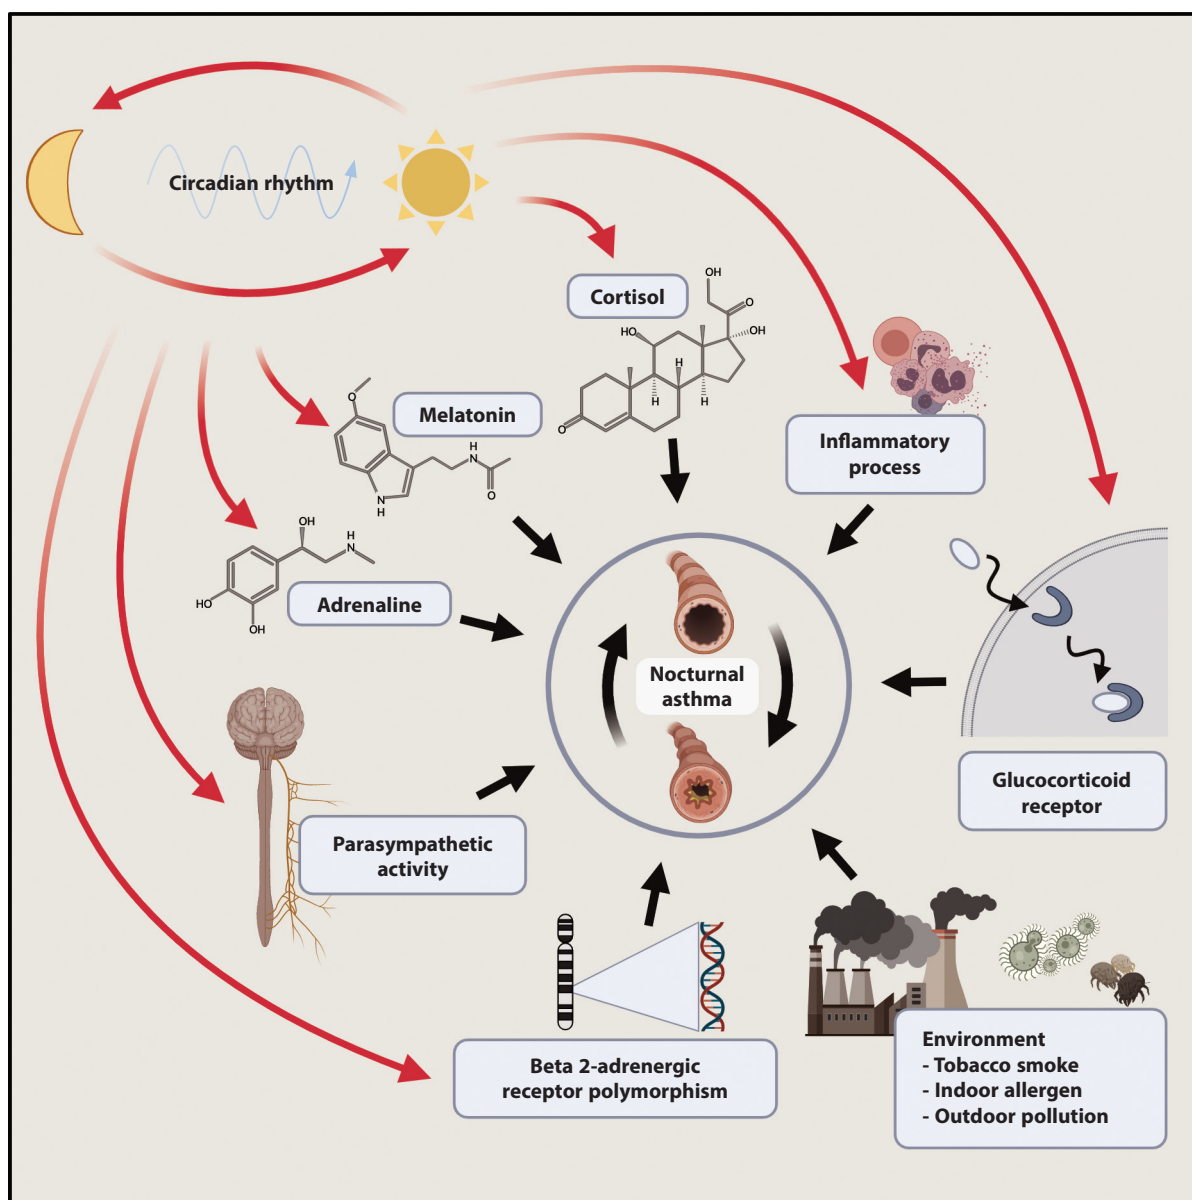 Circadian rhythm
Cortisol
OH
O
HO
OH
H
H
H
O
Melatonin
O
H
N
O
N
H
Inflammatory
process
OH
H
N
HO
OH
Adrenaline
Nocturnal
asthma
Glucocorticoid
receptor
Parasympathetic
activity
Beta 2-adrenergic
receptor polymorphism
Environment
- Tobacco smoke
- Indoor allergen
- Outdoor pollution